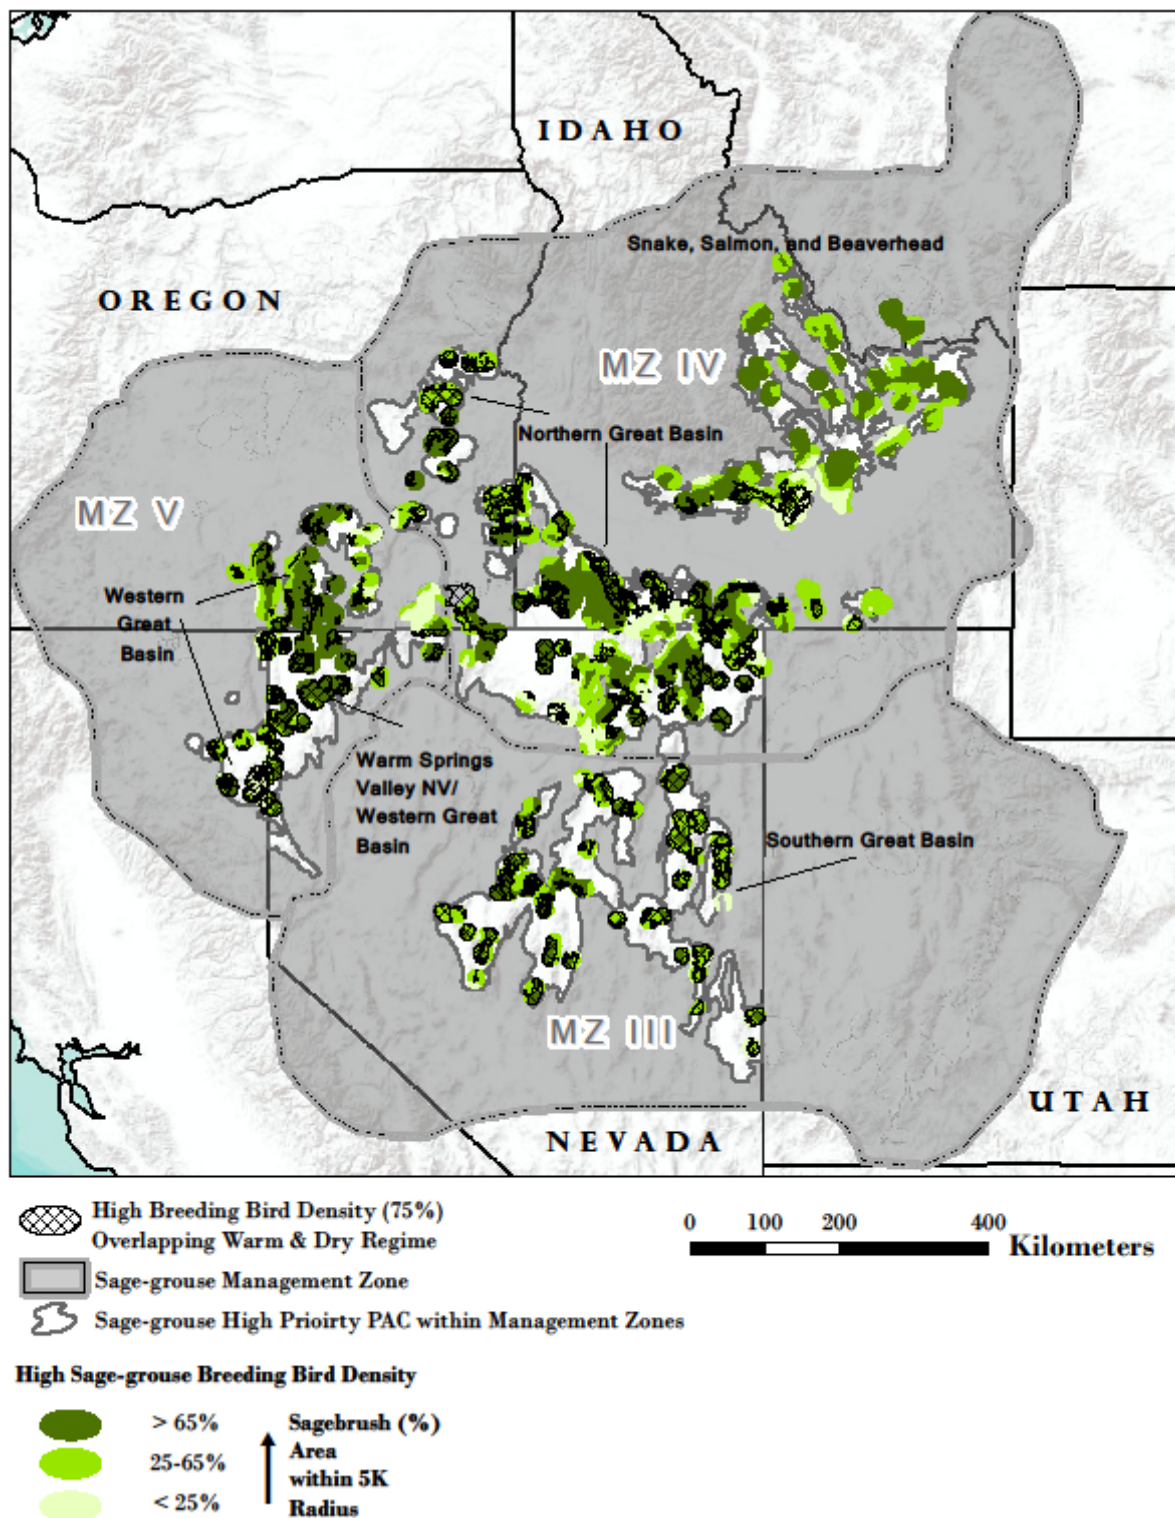 IDAHO
Snake, Salmon, and Beaverhead
OREGON
MZ IV
Northern Great Basin
MZ V
Western
Great
Basin
Warm Springs
Valley NV/
Western Great
Basin
Southern Great Basin
MZ III
UTAH
NEVADA
High Breeding Bird Density (75%)
Overlapping Warm & Dry Regime
Sage-grouse Management Zone
Sage-grouse High Prioirty PAC within Management Zones
0 100 200 400
Kilometers
High Sage-grouse Breeding Bird Density
> 65%
25-65%
< 25%
Sagebrush (%)
Area
within 5K
Radius